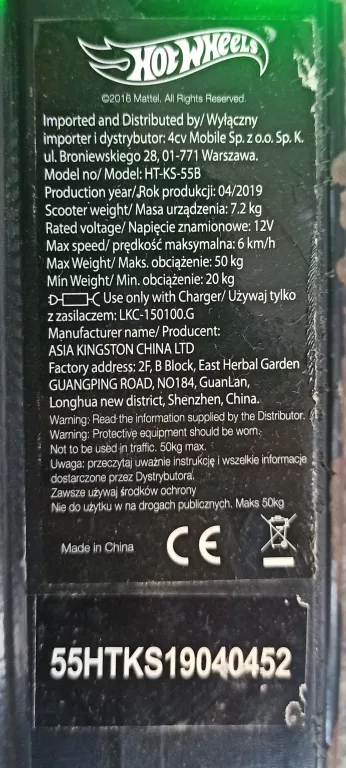 HOT WHEELS
©2016 Mattel. All Rights Reserved.
Imported and Distributed by/ Wyłączny
importer i dystrybutor: 4cv Mobile Sp. z o.o. Sp. K.
ul. Broniewskiego 28, 01-771 Warszawa.
Model no/ Model: HT-KS-55B
Production year/ Rok produkcji: 04/2019
Scooter weight/ Masa urządzenia: 7.2 kg
Rated voltage/ Napięcie znamionowe: 12V
Max speed/ prędkość maksymalna: 6 km/h
Max Weight/ Maks. obciążenie: 50 kg
Min Weight/ Min. obciążenie: 20 kg
Use only with Charger/ Używaj tylko
z zasilaczem: LKC-150100.G
Manufacturer name/ Producent:
ASIA KINGSTON CHINA LTD
Factory address: 2F, B Block, East Herbal Garden
GUANGPING ROAD, NO184, GuanLan,
Longhua new district, Shenzhen, China.
Warning: Read the information supplied by the Distributor.
Warning: Protective equipment should be worn.
Not to be used in traffic. 50kg max.
Uwaga: przeczytaj uważnie instrukcję i wszelkie informacje
dostarczone przez Dystrybutora.
Zawsze używaj środków ochrony
Nie do użytku w na drogach publicznych. Maks 50kg
Made in China CE
55HTKS19040452